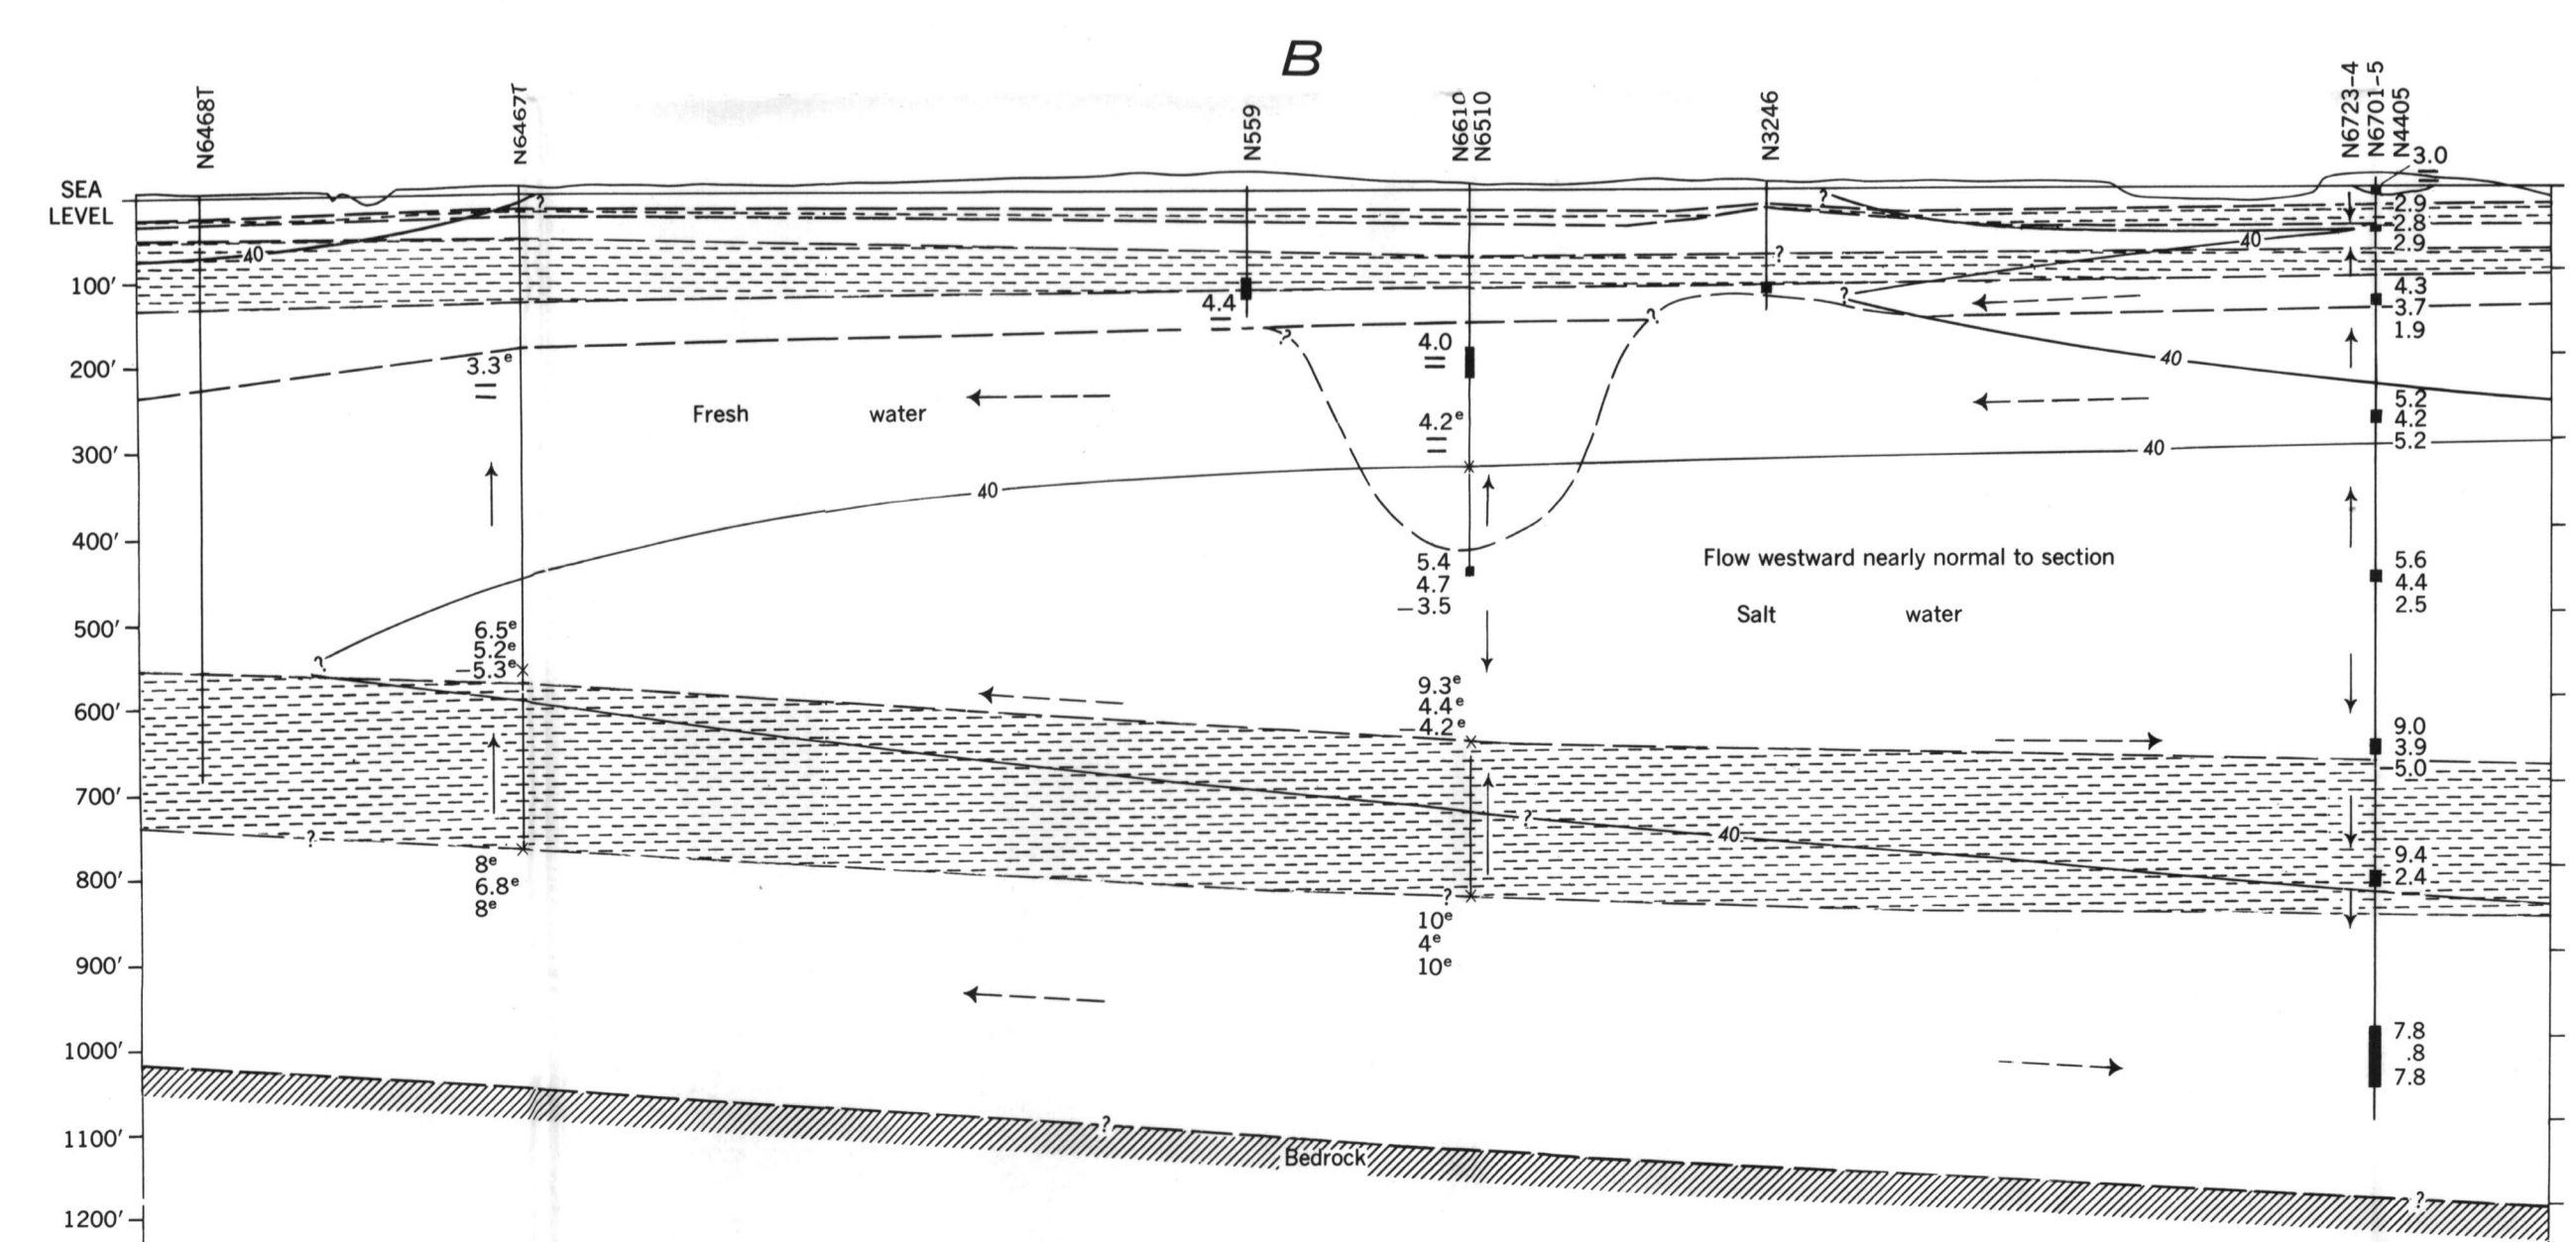 B
N6468T
N6467T
N559
N6610
N6510
N3246
N6723-4
N6701-5
N4405
SEA
LEVEL
100′
200′
300′
400′
500′
600′
700′
800′
900′
1000′
1100′
1200′
?
?
3.0
=
2.9
2.8
2.9
40
40
?
4.3
3.7
1.9
4.4
=
?
?
?
4.0
=
40
3.3ᵉ
=
Fresh water
4.2ᵉ
=
5.2
4.2
5.2
40
40
5.4
4.7
−3.5
Flow westward nearly normal to section
Salt water
5.6
4.4
2.5
6.5ᵉ
5.2ᵉ
−5.3ᵉ
?
9.3ᵉ
4.4ᵉ
−4.2ᵉ
9.0
3.9
−5.0
?
40
?
8ᵉ
6.8ᵉ
8ᵉ
?
9.4
2.4
10ᵉ
4ᵉ
10ᵉ
7.8
.8
7.8
?
Bedrock
?